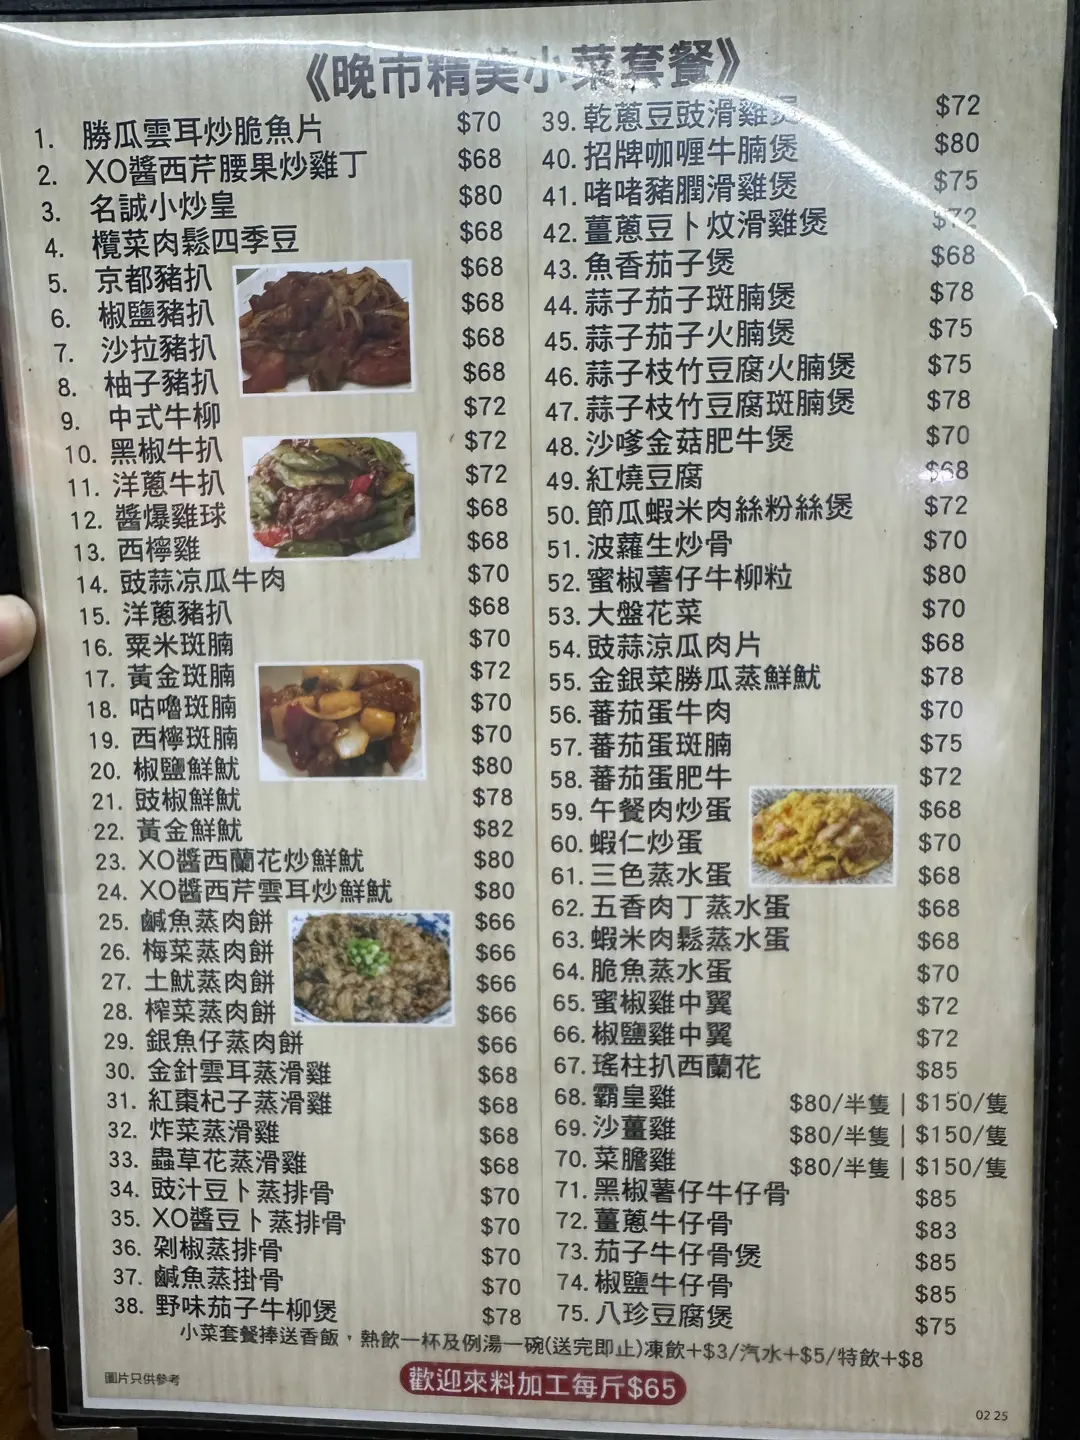 《晚市精美小菜套餐》
1. 勝瓜雲耳炒脆魚片 $70
2. XO醬西芹腰果炒雞丁 $68
3. 名誠小炒皇 $80
4. 欖菜肉鬆四季豆 $68
5. 京都豬扒 $68
6. 椒鹽豬扒 $68
7. 沙拉豬扒 $68
8. 柚子豬扒 $68
9. 中式牛柳 $72
10. 黑椒牛扒 $72
11. 洋蔥牛扒 $72
12. 醬爆雞球 $68
13. 西檸雞 $68
14. 豉蒜凉瓜牛肉 $70
15. 洋蔥豬扒 $68
16. 粟米斑腩 $70
17. 黃金斑腩 $72
18. 咕嚕斑腩 $70
19. 西檸斑腩 $70
20. 椒鹽鮮魷 $80
21. 豉椒鮮魷 $78
22. 黃金鮮魷 $82
23. XO醬西蘭花炒鮮魷 $80
24. XO醬西芹雲耳炒鮮魷 $80
25. 鹹魚蒸肉餅 $66
26. 梅菜蒸肉餅 $66
27. 土魷蒸肉餅 $66
28. 榨菜蒸肉餅 $66
29. 銀魚仔蒸肉餅 $66
30. 金針雲耳蒸滑雞 $68
31. 紅棗杞子蒸滑雞 $68
32. 炸菜蒸滑雞 $68
33. 蟲草花蒸滑雞 $68
34. 豉汁豆卜蒸排骨 $70
35. XO醬豆卜蒸排骨 $70
36. 剁椒蒸排骨 $70
37. 鹹魚蒸掛骨 $70
38. 野味茄子牛柳煲 $78
39. 乾蔥豆豉滑雞煲 $72
40. 招牌咖喱牛腩煲 $80
41. 啫啫豬膶滑雞煲 $75
42. 薑蔥豆卜炆滑雞煲 $72
43. 魚香茄子煲 $68
44. 蒜子茄子斑腩煲 $78
45. 蒜子茄子火腩煲 $75
46. 蒜子枝竹豆腐火腩煲 $75
47. 蒜子枝竹豆腐斑腩煲 $78
48. 沙嗲金菇肥牛煲 $70
49. 紅燒豆腐 $68
50. 節瓜蝦米肉絲粉絲煲 $72
51. 波蘿生炒骨 $70
52. 蜜椒薯仔牛柳粒 $80
53. 大盤花菜 $70
54. 豉蒜涼瓜肉片 $68
55. 金銀菜勝瓜蒸鮮魷 $78
56. 蕃茄蛋牛肉 $70
57. 蕃茄蛋斑腩 $75
58. 蕃茄蛋肥牛 $72
59. 午餐肉炒蛋 $68
60. 蝦仁炒蛋 $70
61. 三色蒸水蛋 $68
62. 五香肉丁蒸水蛋 $68
63. 蝦米肉鬆蒸水蛋 $68
64. 脆魚蒸水蛋 $70
65. 蜜椒雞中翼 $72
66. 椒鹽雞中翼 $72
67. 瑤柱扒西蘭花 $85
68. 霸皇雞 $80/半隻 | $150/隻
69. 沙薑雞 $80/半隻 | $150/隻
70. 菜膽雞 $80/半隻 | $150/隻
71. 黑椒薯仔牛仔骨 $85
72. 薑蔥牛仔骨 $83
73. 茄子牛仔骨煲 $85
74. 椒鹽牛仔骨 $85
75. 八珍豆腐煲 $75
小菜套餐捧送香飯，熱飲一杯及例湯一碗(送完即止)凍飲+$3/汽水+$5/特飲+$8
圖片只供參考
歡迎來料加工每斤$65
02 25